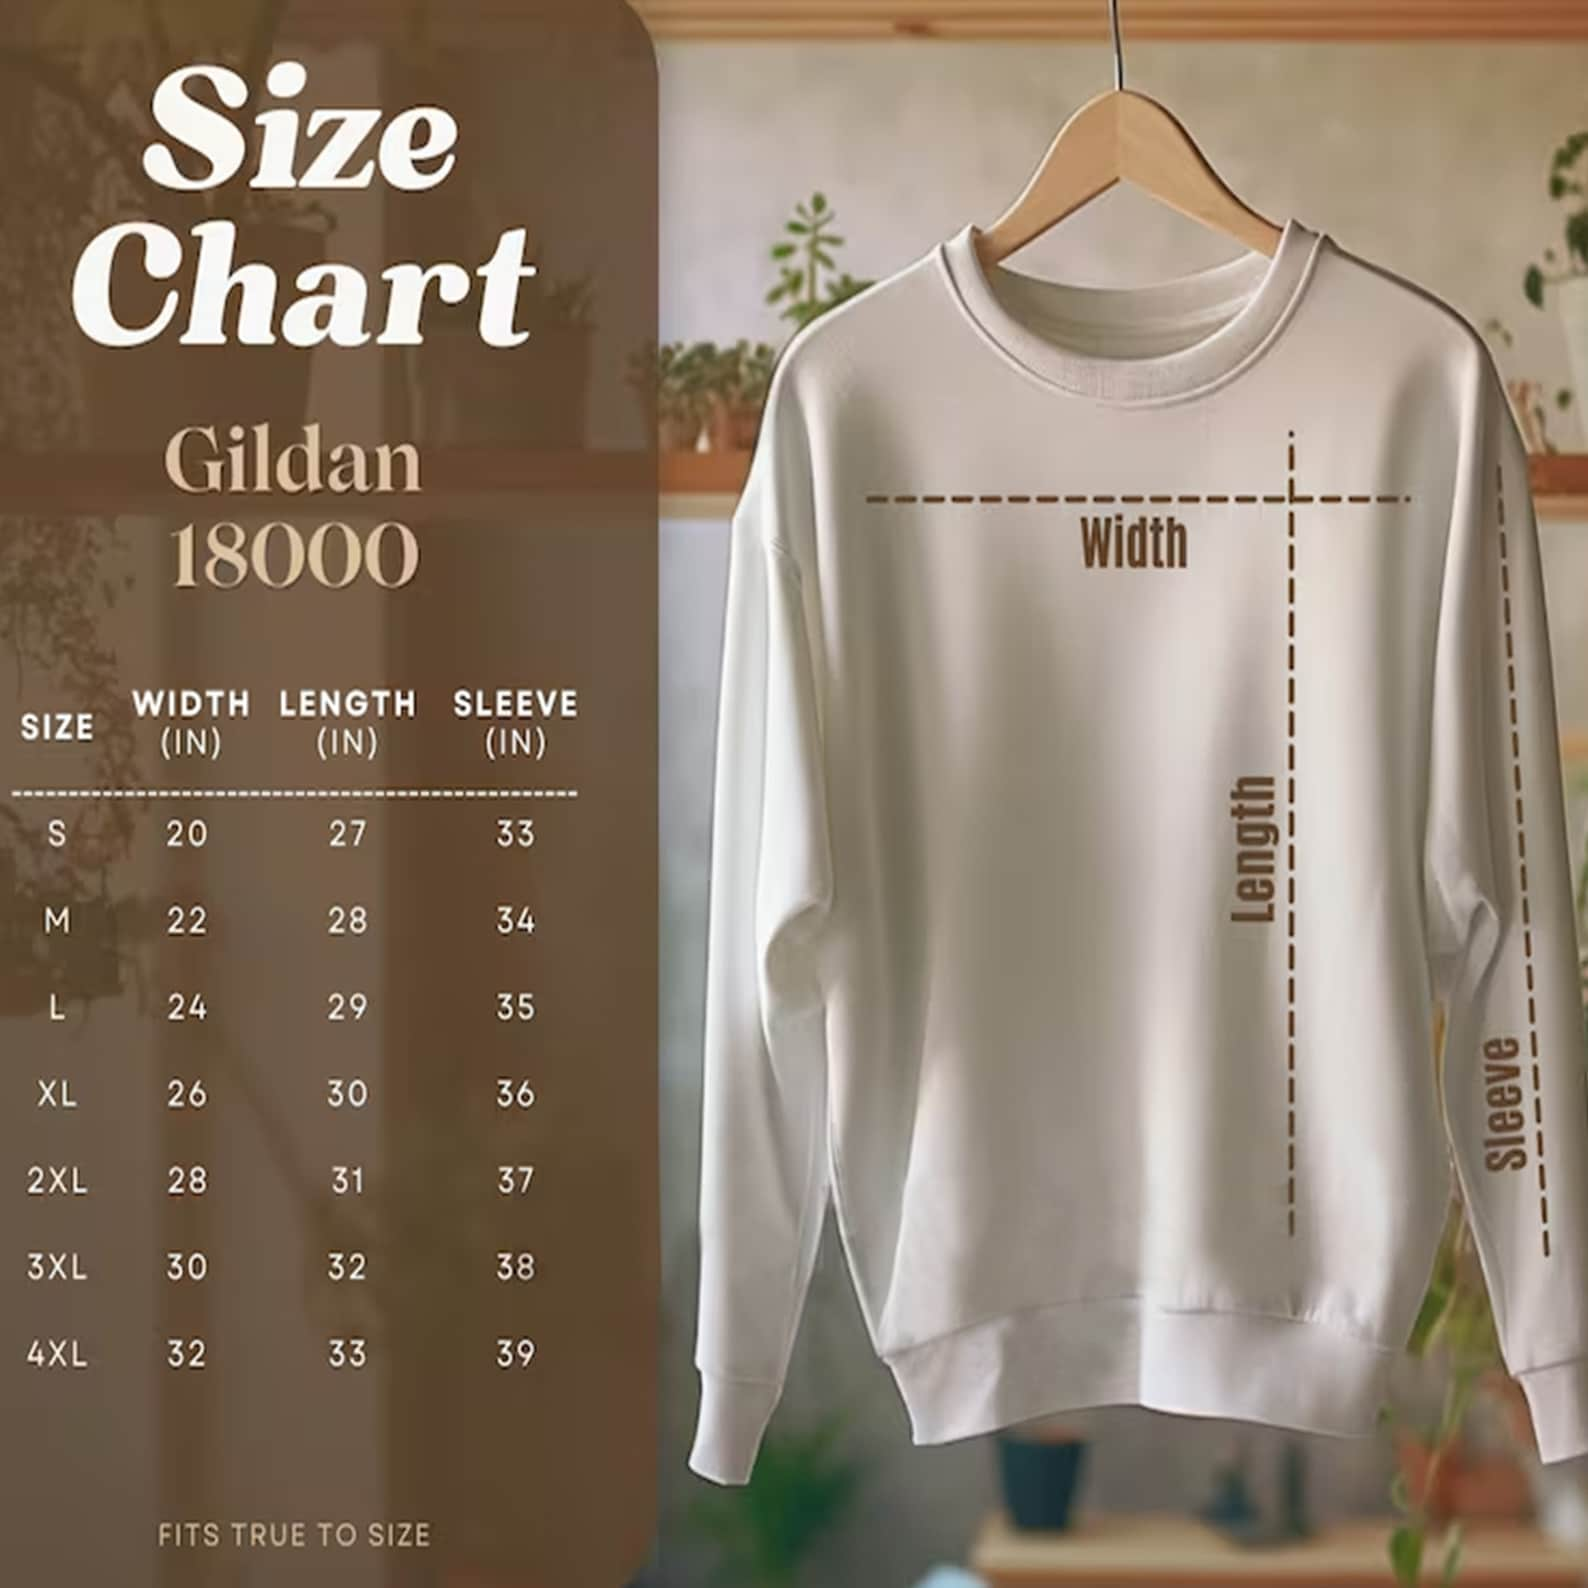 Size
Chart
Gildan
18000
SIZE WIDTH (IN) LENGTH (IN) SLEEVE (IN)
S 20 27 33
M 22 28 34
L 24 29 35
XL 26 30 36
2XL 28 31 37
3XL 30 32 38
4XL 32 33 39
FITS TRUE TO SIZE
Width
Length
Sleeve